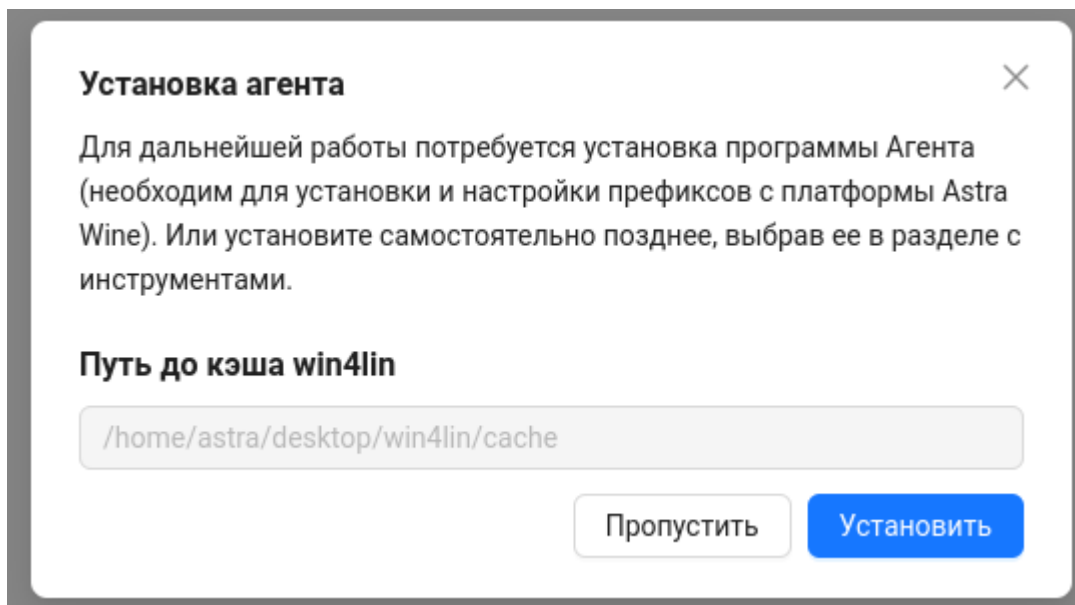 Установка агента
Для дальнейшей работы потребуется установка программы Агента
(необходим для установки и настройки префиксов с платформы Astra
Wine). Или установите самостоятельно позднее, выбрав ее в разделе с
инструментами.
Путь до кэша win4lin
/home/astra/desktop/win4lin/cache
Пропустить Установить